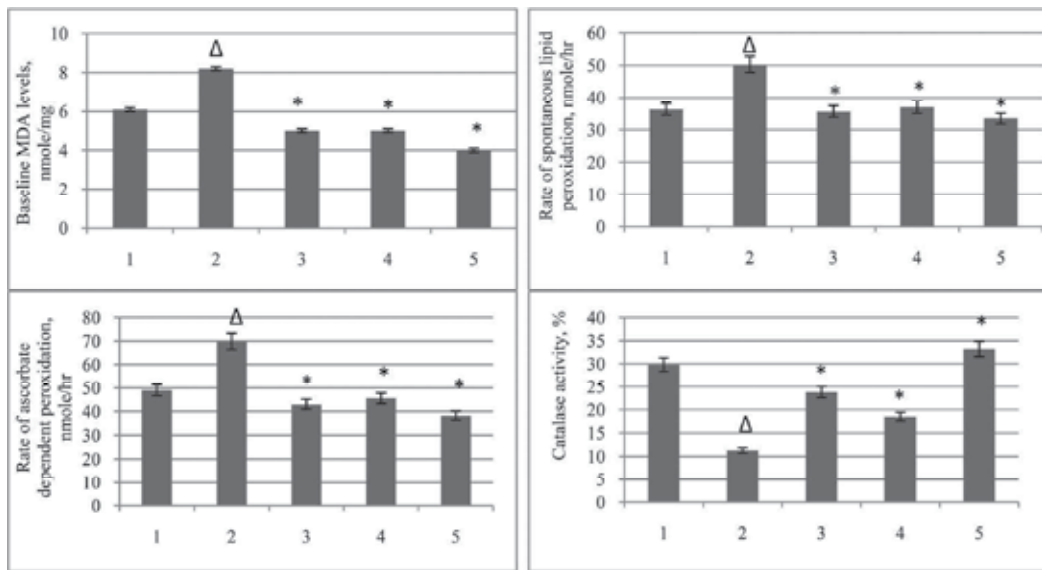 Baseline MDA levels,
nmole/mg
10
8
6
4
2
0
Δ
*
*
*
1 2 3 4 5
Rate of spontaneous lipid
peroxidation, nmole/hr
60
50
40
30
20
10
0
Δ
*
*
*
1 2 3 4 5
Rate of ascorbate
dependent peroxidation,
nmole/hr
80
70
60
50
40
30
20
10
0
Δ
*
*
*
1 2 3 4 5
Catalase activity, %
40
35
30
25
20
15
10
5
0
Δ
*
*
*
1 2 3 4 5